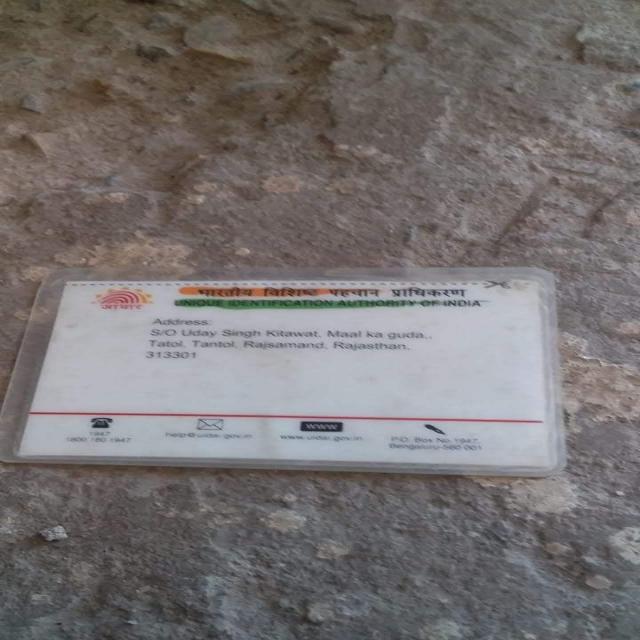 भारतीय विशिष्ट पहचान प्राधिकरण
UNIQUE IDENTIFICATION AUTHORITY OF INDIA
आधार
Address:
S/O Uday Singh Kitawat, Maal ka guda,,
Tatol, Tantol, Rajsamand, Rajasthan,
313301
1800 180 1947
help@uidai.gov.in
www
www.uidai.gov.in
P.O. Box No.1947,
Bengaluru-560 001